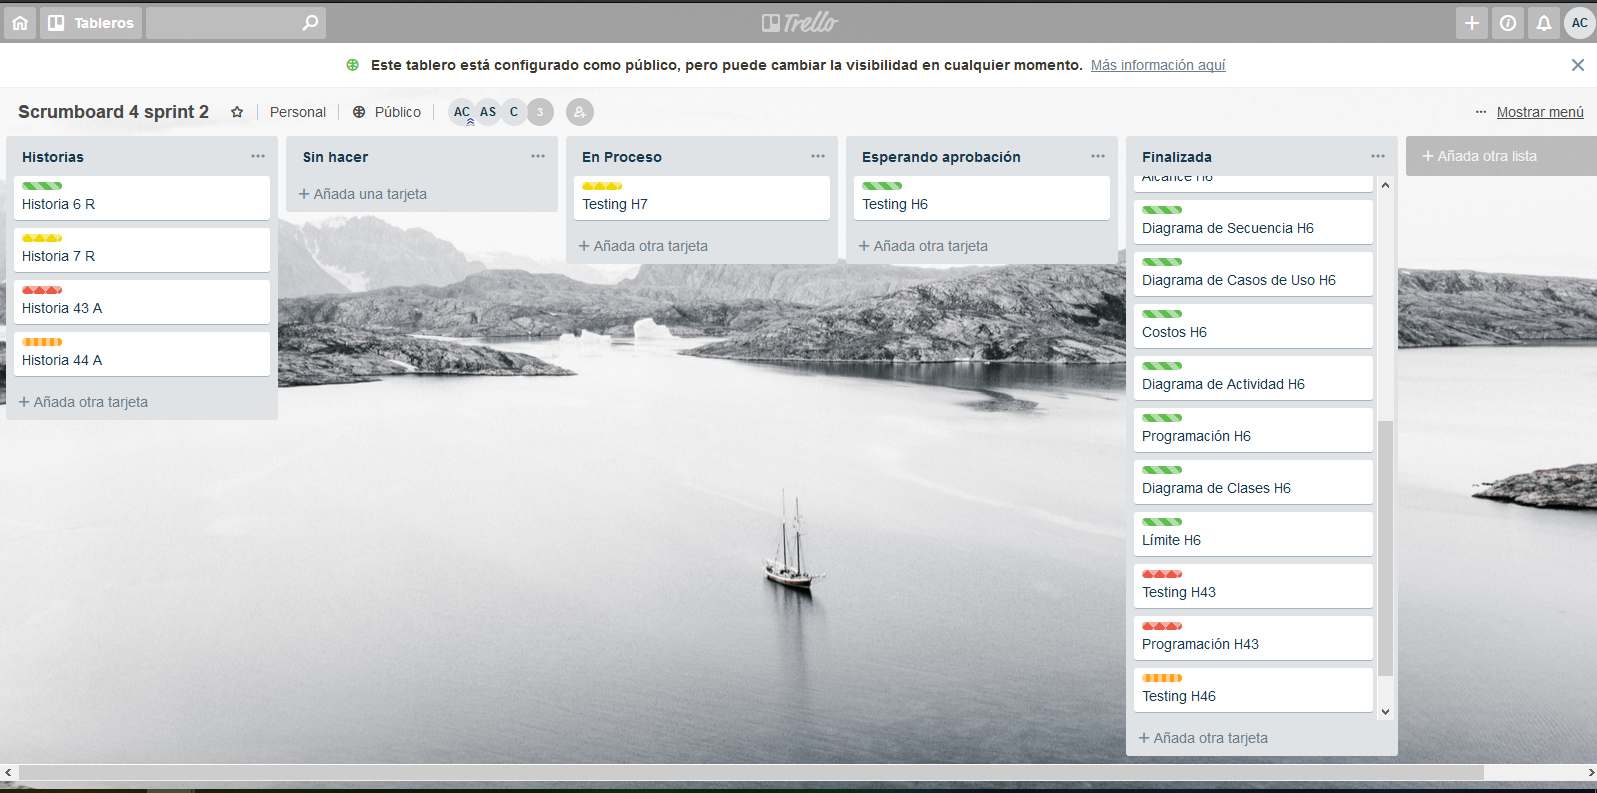 Tableros
Trello
AC
Este tablero está configurado como público, pero puede cambiar la visibilidad en cualquier momento. Más información aquí
Scrumboard 4 sprint 2
Personal
Público
AC AS C 3
Mostrar menú
Historias
Historia 6 R
Historia 7 R
Historia 43 A
Historia 44 A
+ Añada otra tarjeta
Sin hacer
+ Añada una tarjeta
En Proceso
Testing H7
+ Añada otra tarjeta
Esperando aprobación
Testing H6
+ Añada otra tarjeta
Finalizada
Alcance H6
Diagrama de Secuencia H6
Diagrama de Casos de Uso H6
Costos H6
Diagrama de Actividad H6
Programación H6
Diagrama de Clases H6
Límite H6
Testing H43
Programación H43
Testing H46
+ Añada otra tarjeta
+ Añada otra lista